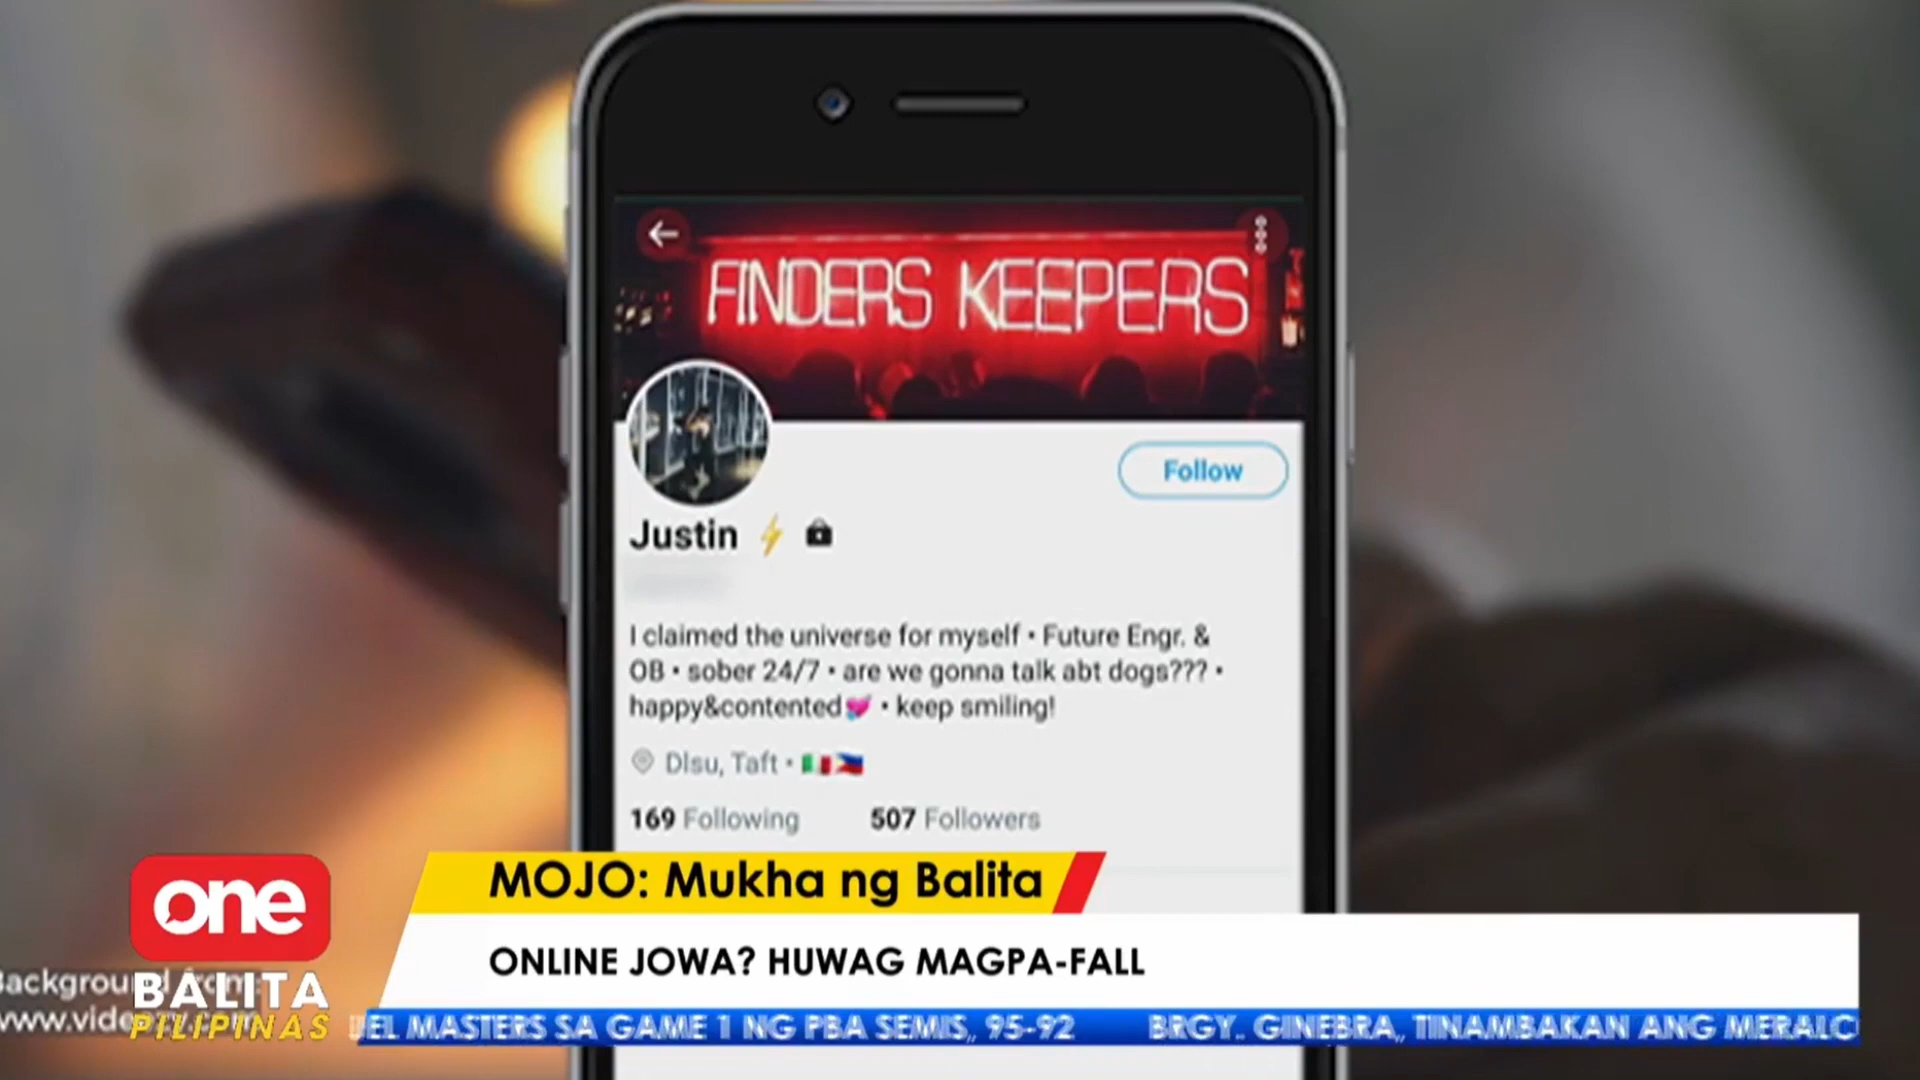 FINDERS KEEPERS
Follow
Justin
I claimed the universe for myself • Future Engr. &
OB • sober 24/7 • are we gonna talk abt dogs??? •
happy&contented • keep smiling!
Dlsu, Taft •
169 Following 507 Followers
MOJO: Mukha ng Balita
ONLINE JOWA? HUWAG MAGPA-FALL
one
BALITA
PILIPINAS
Background from:
MASTERS SA GAME 1 NG PBA SEMIS, 95-92 BRGY. GINEBRA, TINAMBAKAN ANG